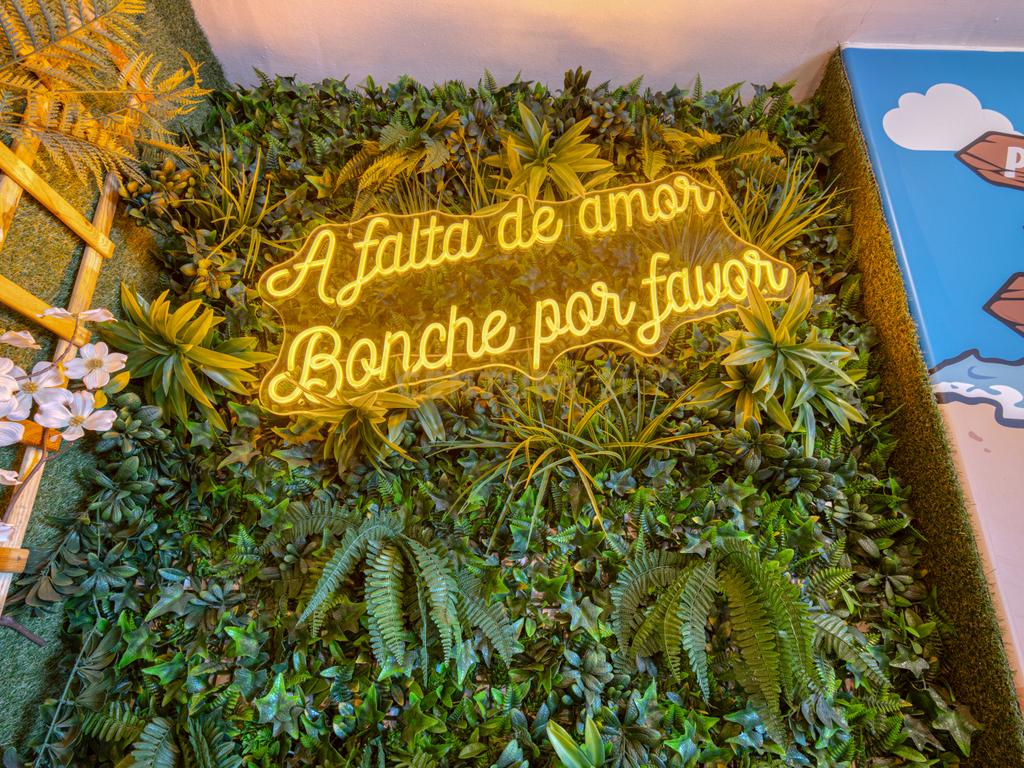 A falta de amor
Bonche por favor
P